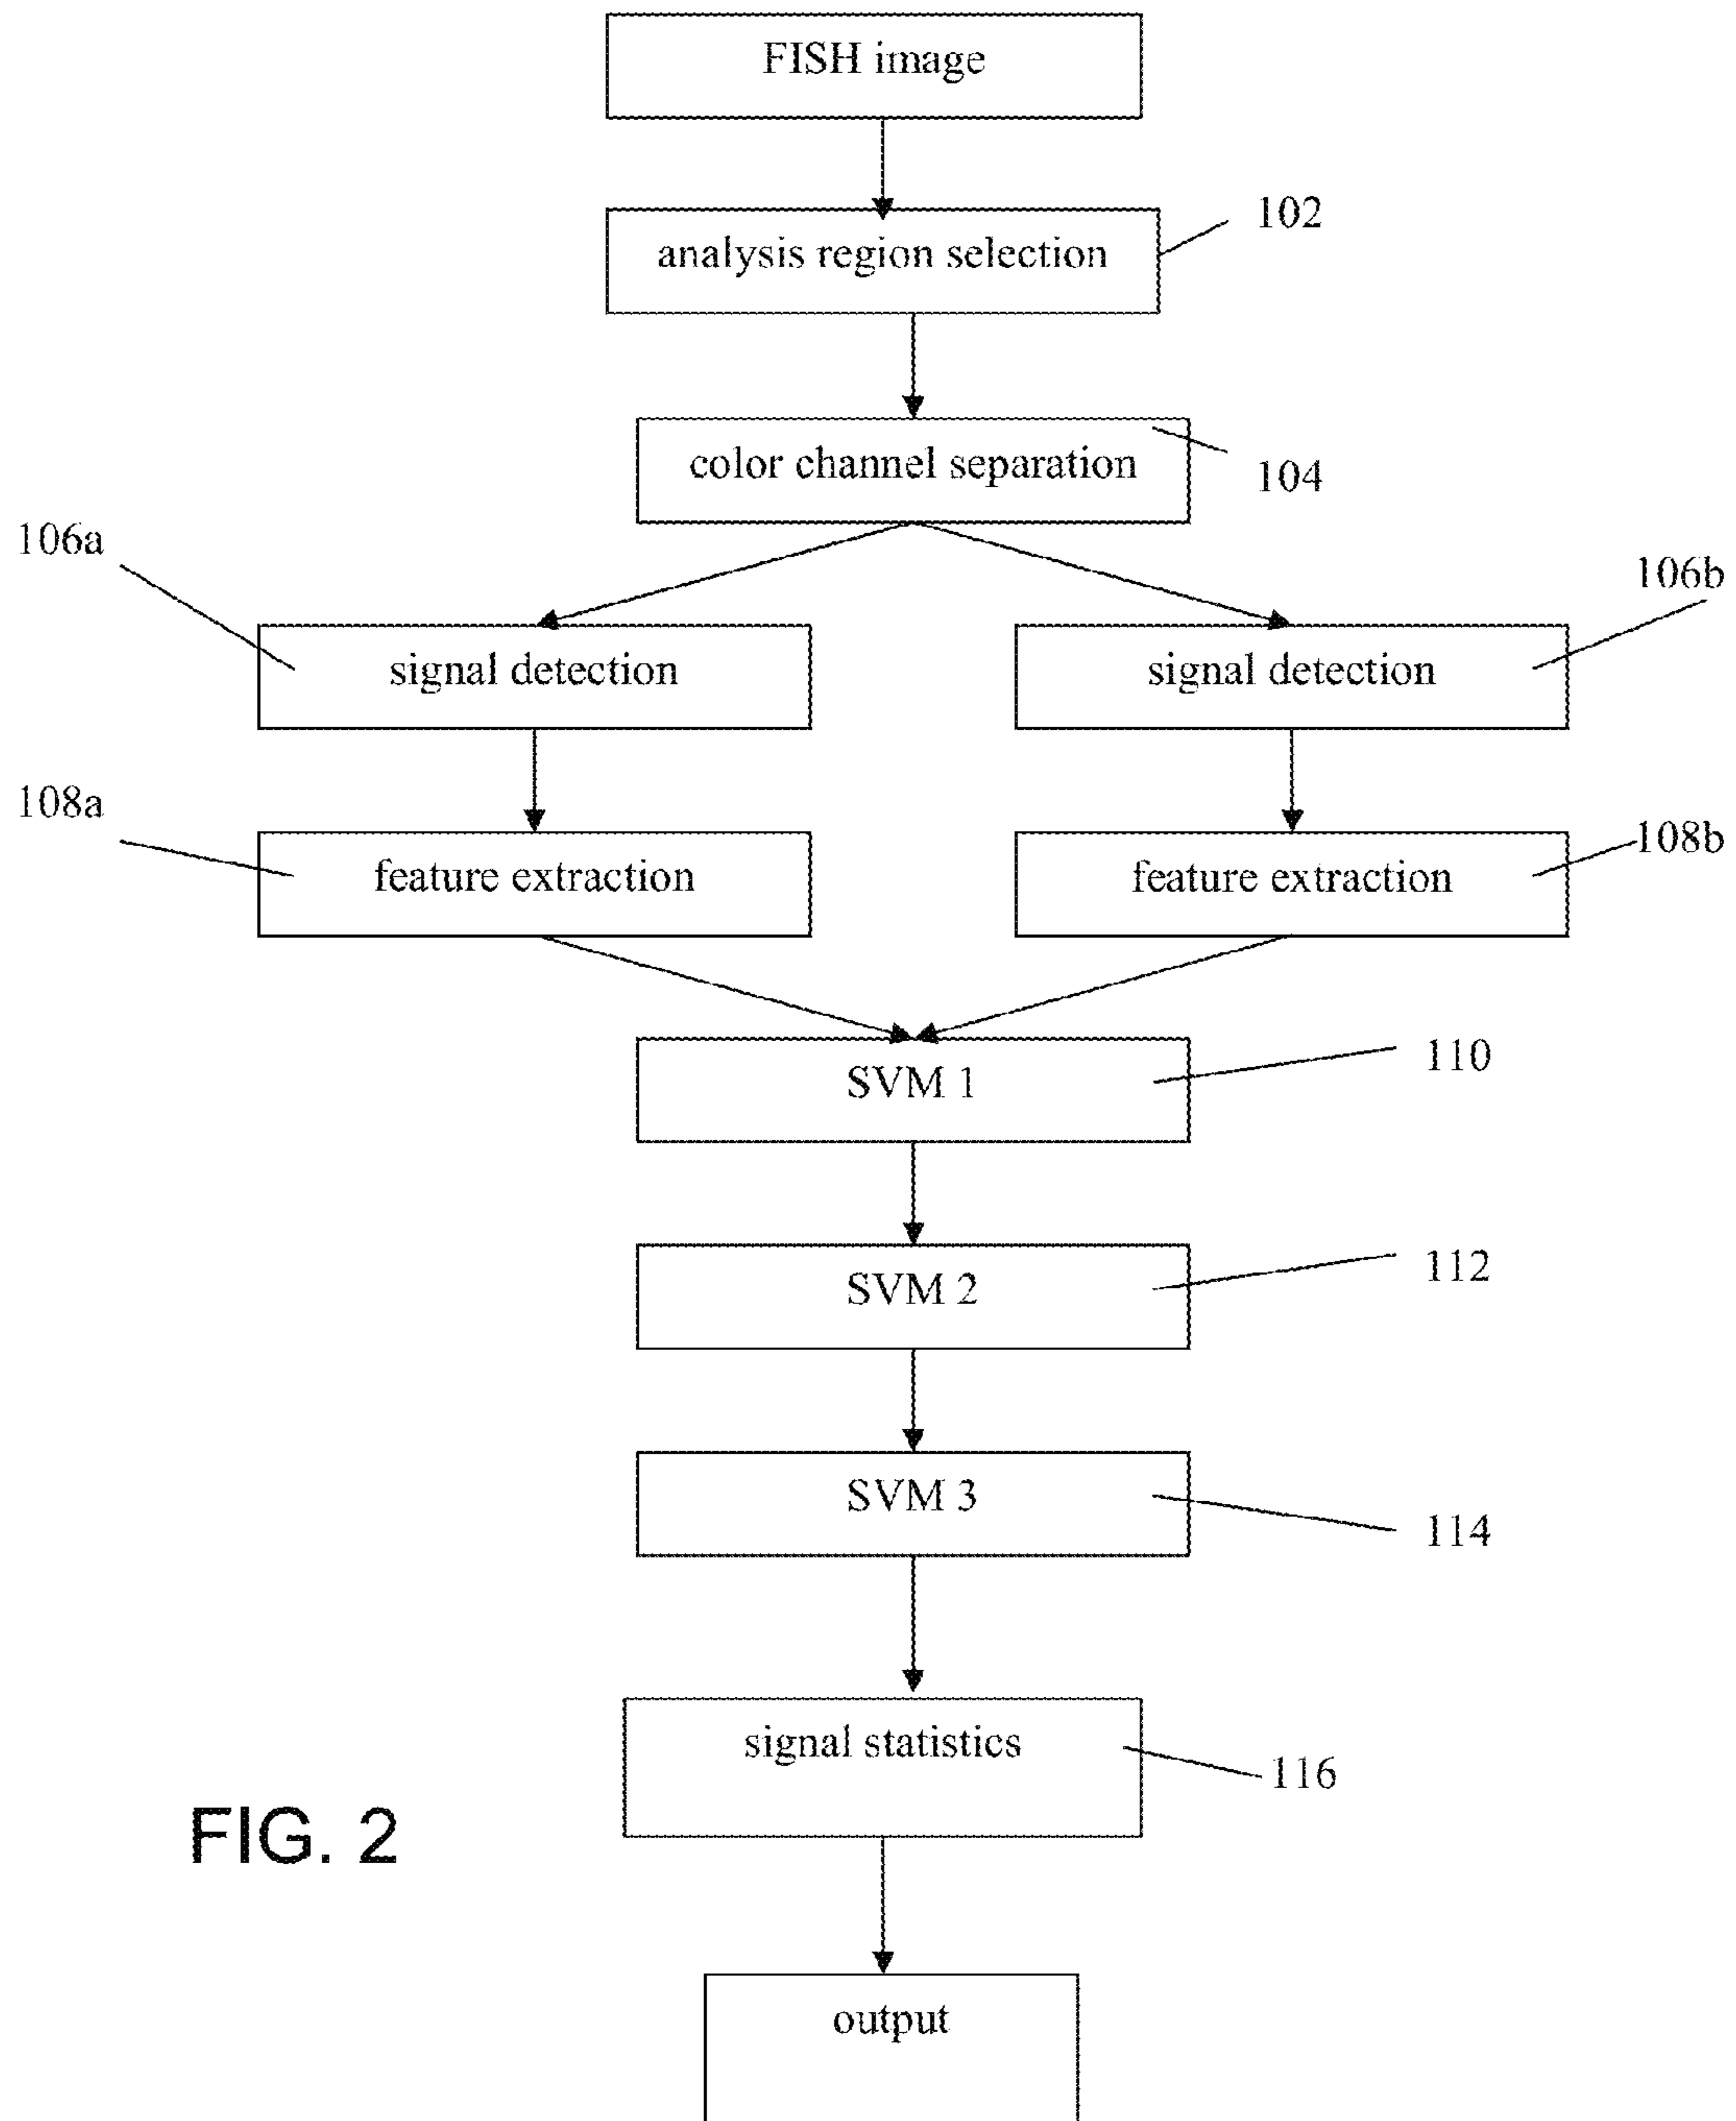 FISH image
analysis region selection
102
color channel separation
104
106a
106b
signal detection
signal detection
108a
108b
feature extraction
feature extraction
110
SVM 1
112
SVM 2
SVM 3
114
signal statistics
116
FIG. 2
output